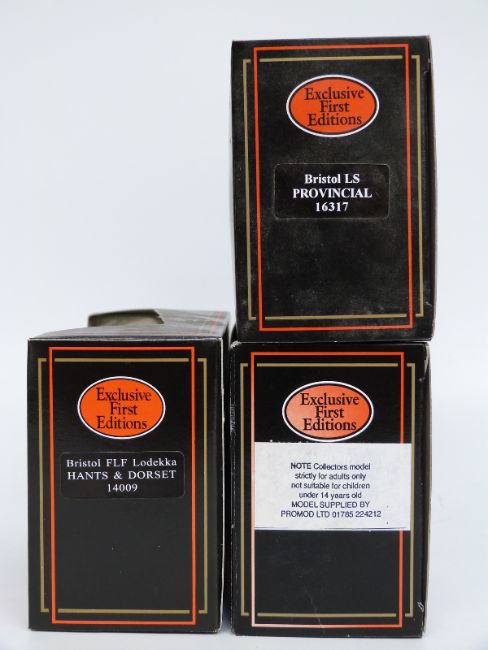 Exclusive
First
Editions
Bristol LS
PROVINCIAL
16317
Exclusive
First
Editions
Bristol FLF Lodekka
HANTS & DORSET
14009
Exclusive
First
Editions
NOTE Collectors model
strictly for adults only
not suitable for children
under 14 years old
MODEL SUPPLIED BY
PROMOD LTD 01785 224212